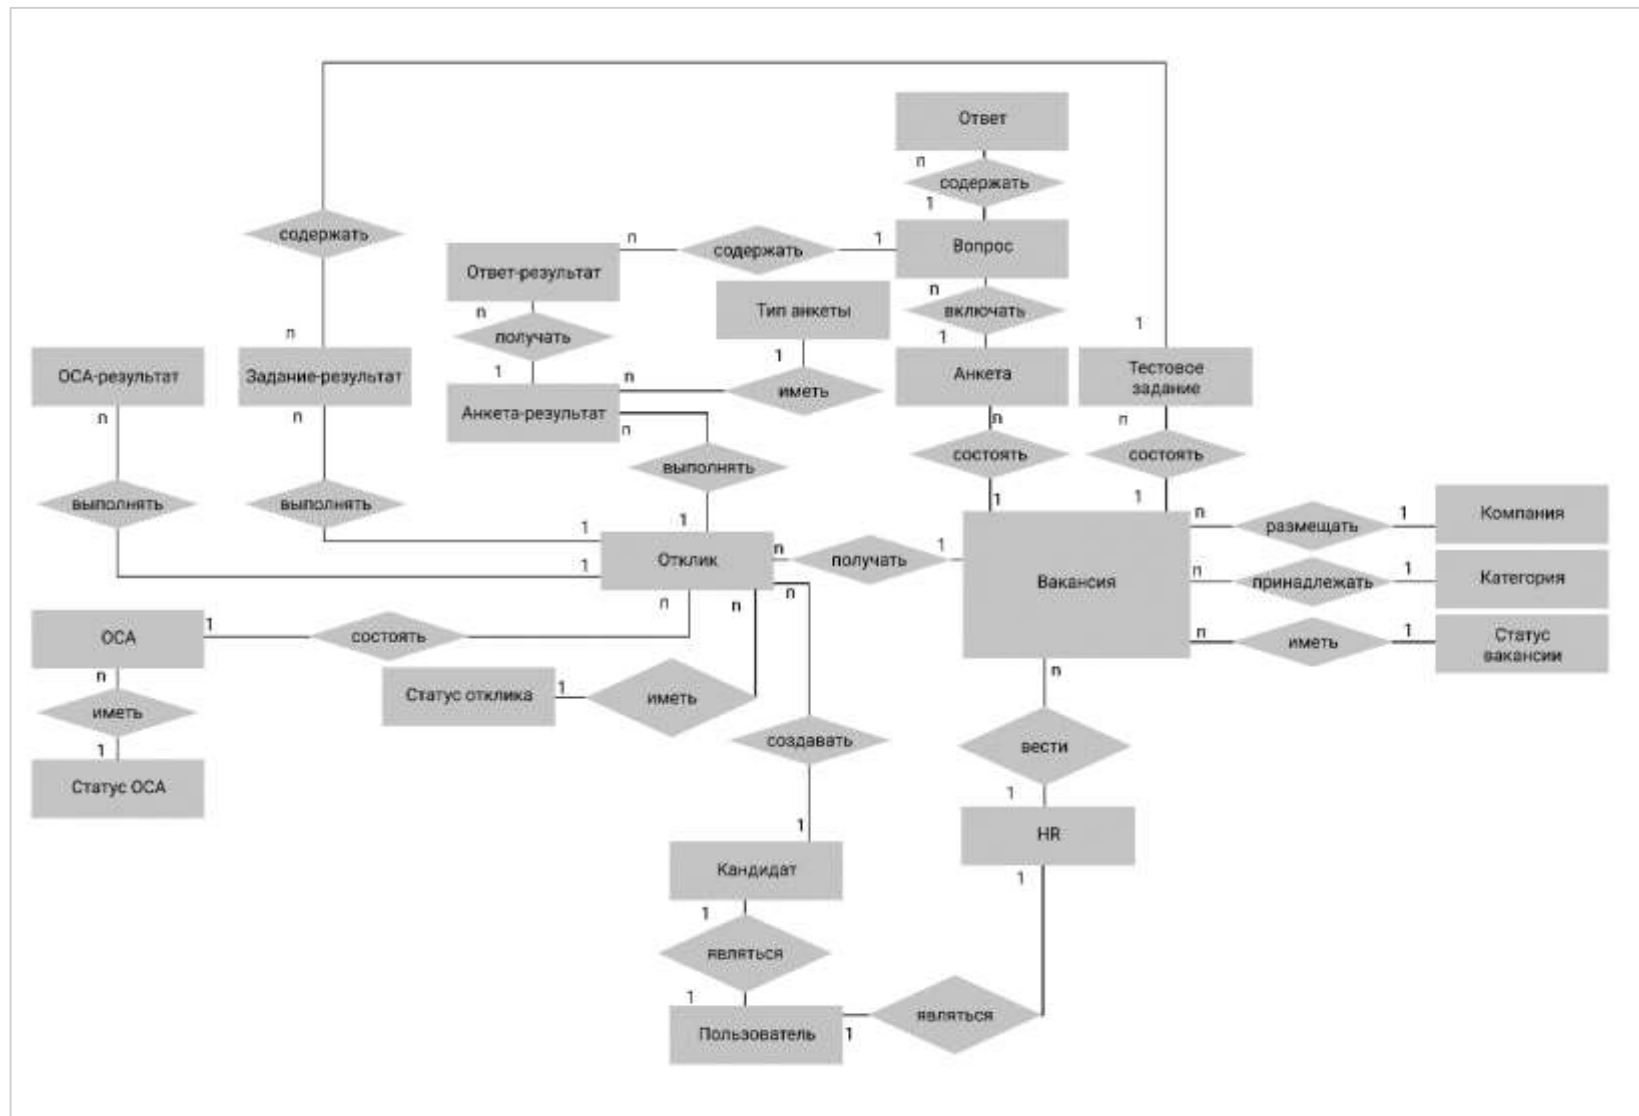 Ответ
n
содержать
1
содержать
n
содержать
1
Вопрос
Ответ-результат
n
включать
1
Тип анкеты
n
получать
1
1
n
1
иметь
n
ОСА-результат
Задание-результат
Анкета-результат
Анкета
Тестовое
задание
n
n
n
n
n
выполнять
состоять
состоять
выполнять
выполнять
1
1
1
1
1
Отклик
n
получать
1
Вакансия
n
размещать
1
Компания
n
принадлежать
1
Категория
n
иметь
1
Статус
вакансии
n
n
n
ОСА
1
состоять
n
иметь
1
Статус ОСА
Статус отклика
1
иметь
создавать
1
n
вести
1
HR
1
Кандидат
1
являться
1
Пользователь
1
являться